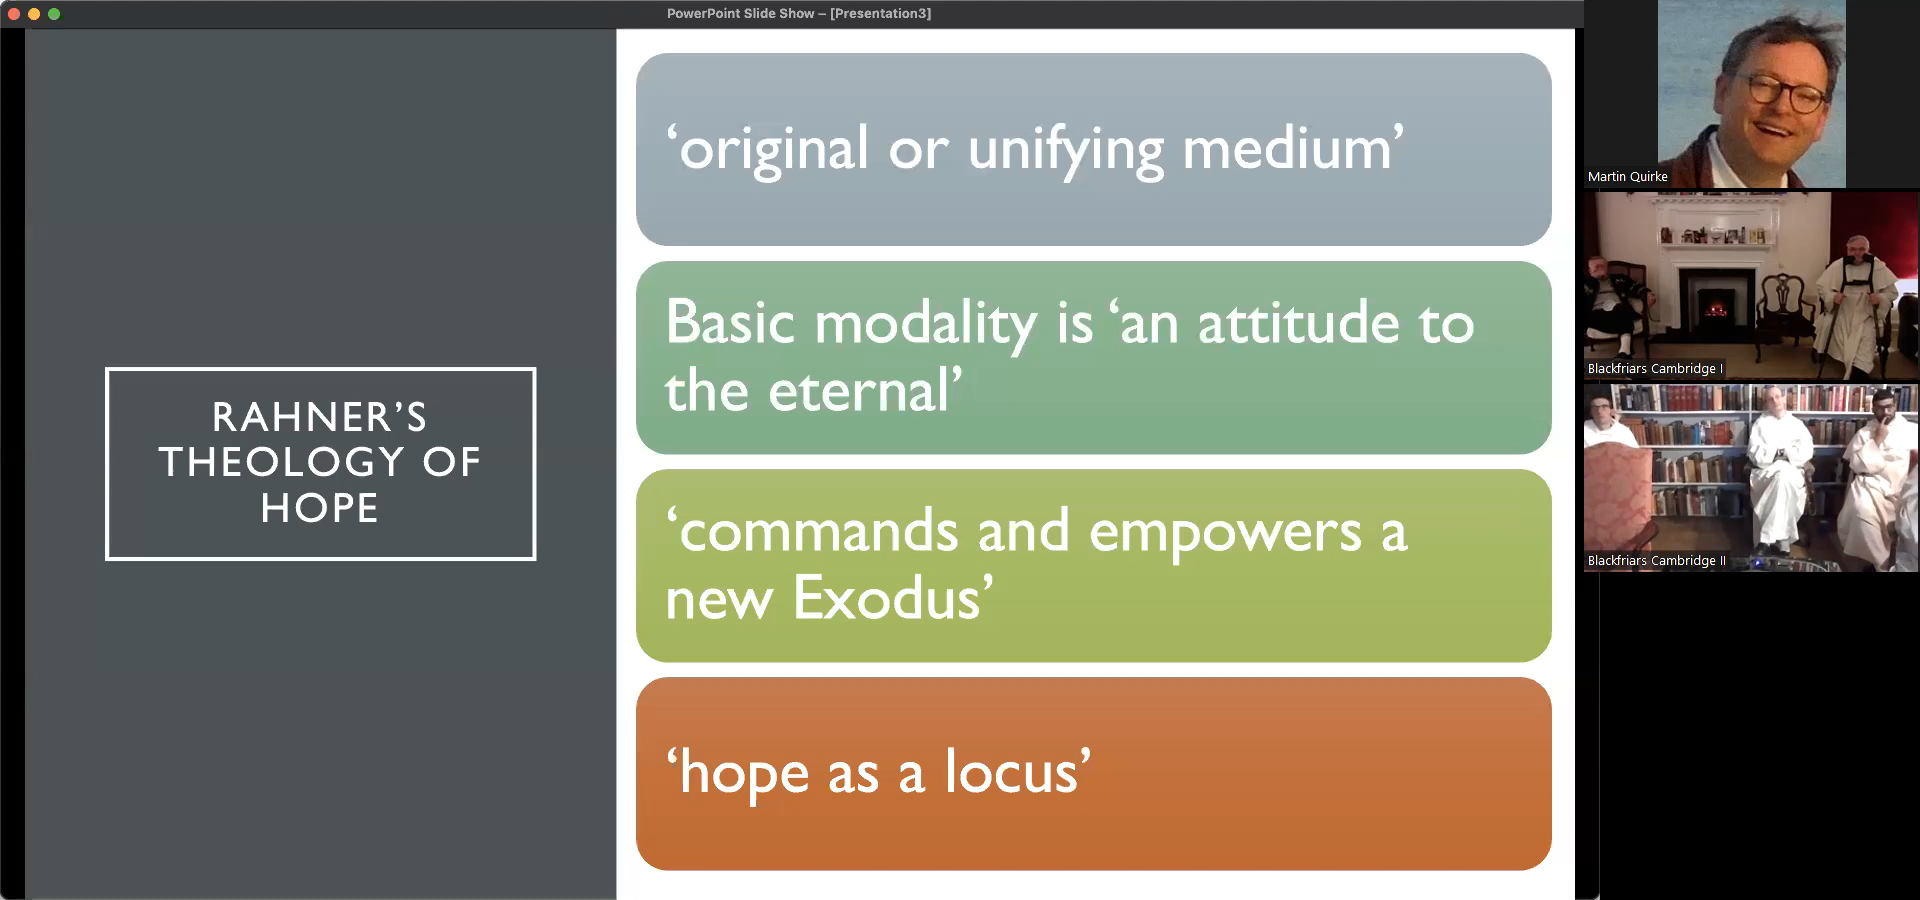 PowerPoint Slide Show – [Presentation3]
RAHNER’S
THEOLOGY OF
HOPE
‘original or unifying medium’
Basic modality is ‘an attitude to
the eternal’
‘commands and empowers a
new Exodus’
‘hope as a locus’
Martin Quirke
Blackfriars Cambridge I
Blackfriars Cambridge II